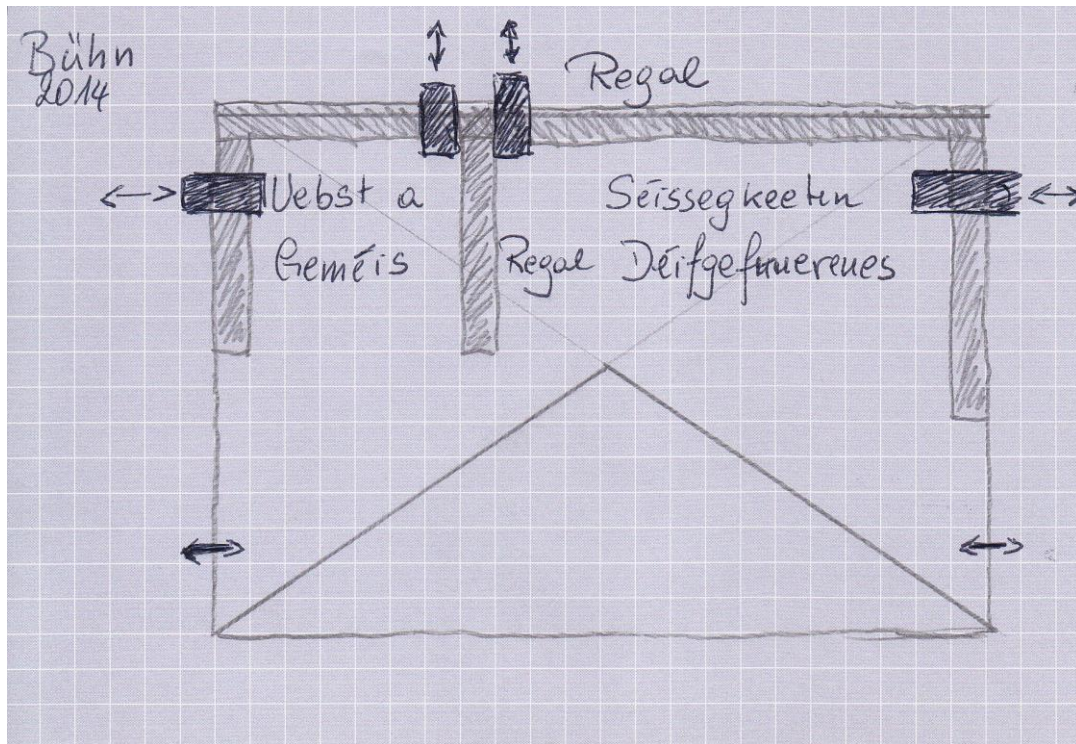 Bühn
2014
Regal
Uebst a
Geméis
Regal
Séissegkeeten
Déifgefruerenes